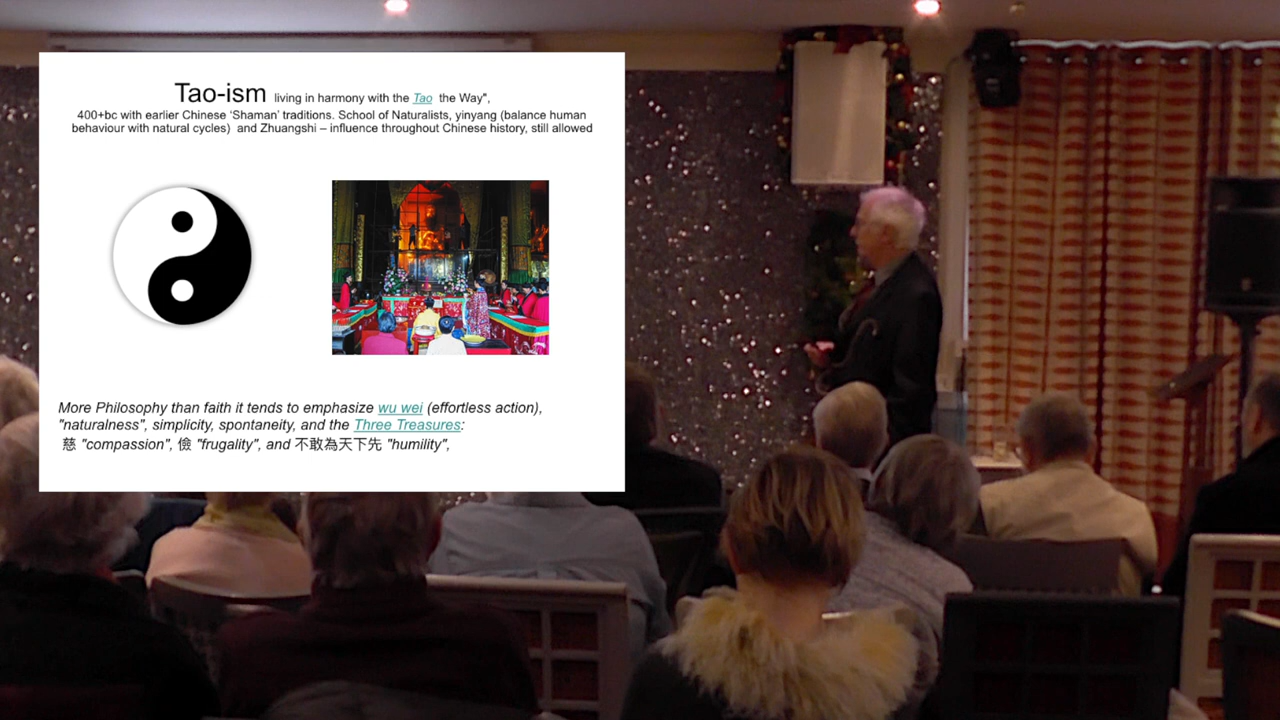 Tao-ism living in harmony with the Tao the Way",
400+bc with earlier Chinese ‘Shaman’ traditions. School of Naturalists, yinyang (balance human
behaviour with natural cycles) and Zhuangshi – influence throughout Chinese history, still allowed
More Philosophy than faith it tends to emphasize wu wei (effortless action),
"naturalness", simplicity, spontaneity, and the Three Treasures:
慈 "compassion", 儉 "frugality", and 不敢為天下先 "humility",